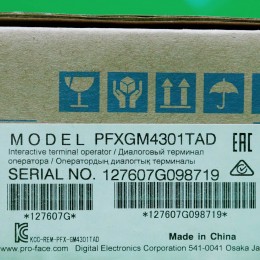 MODEL PFXGM4301TAD
Interactive terminal operator / Диалоговый терминал
оператора / Оператордың диалогтық терминалы
SERIAL NO. 127607G098719
EAC
*127607G*
*127607G098719*
KCC-REM-PFX-GM4301TAD
Made in China
www.pro-face.com Digital Electronics Corporation 541-0041 Osaka Ja